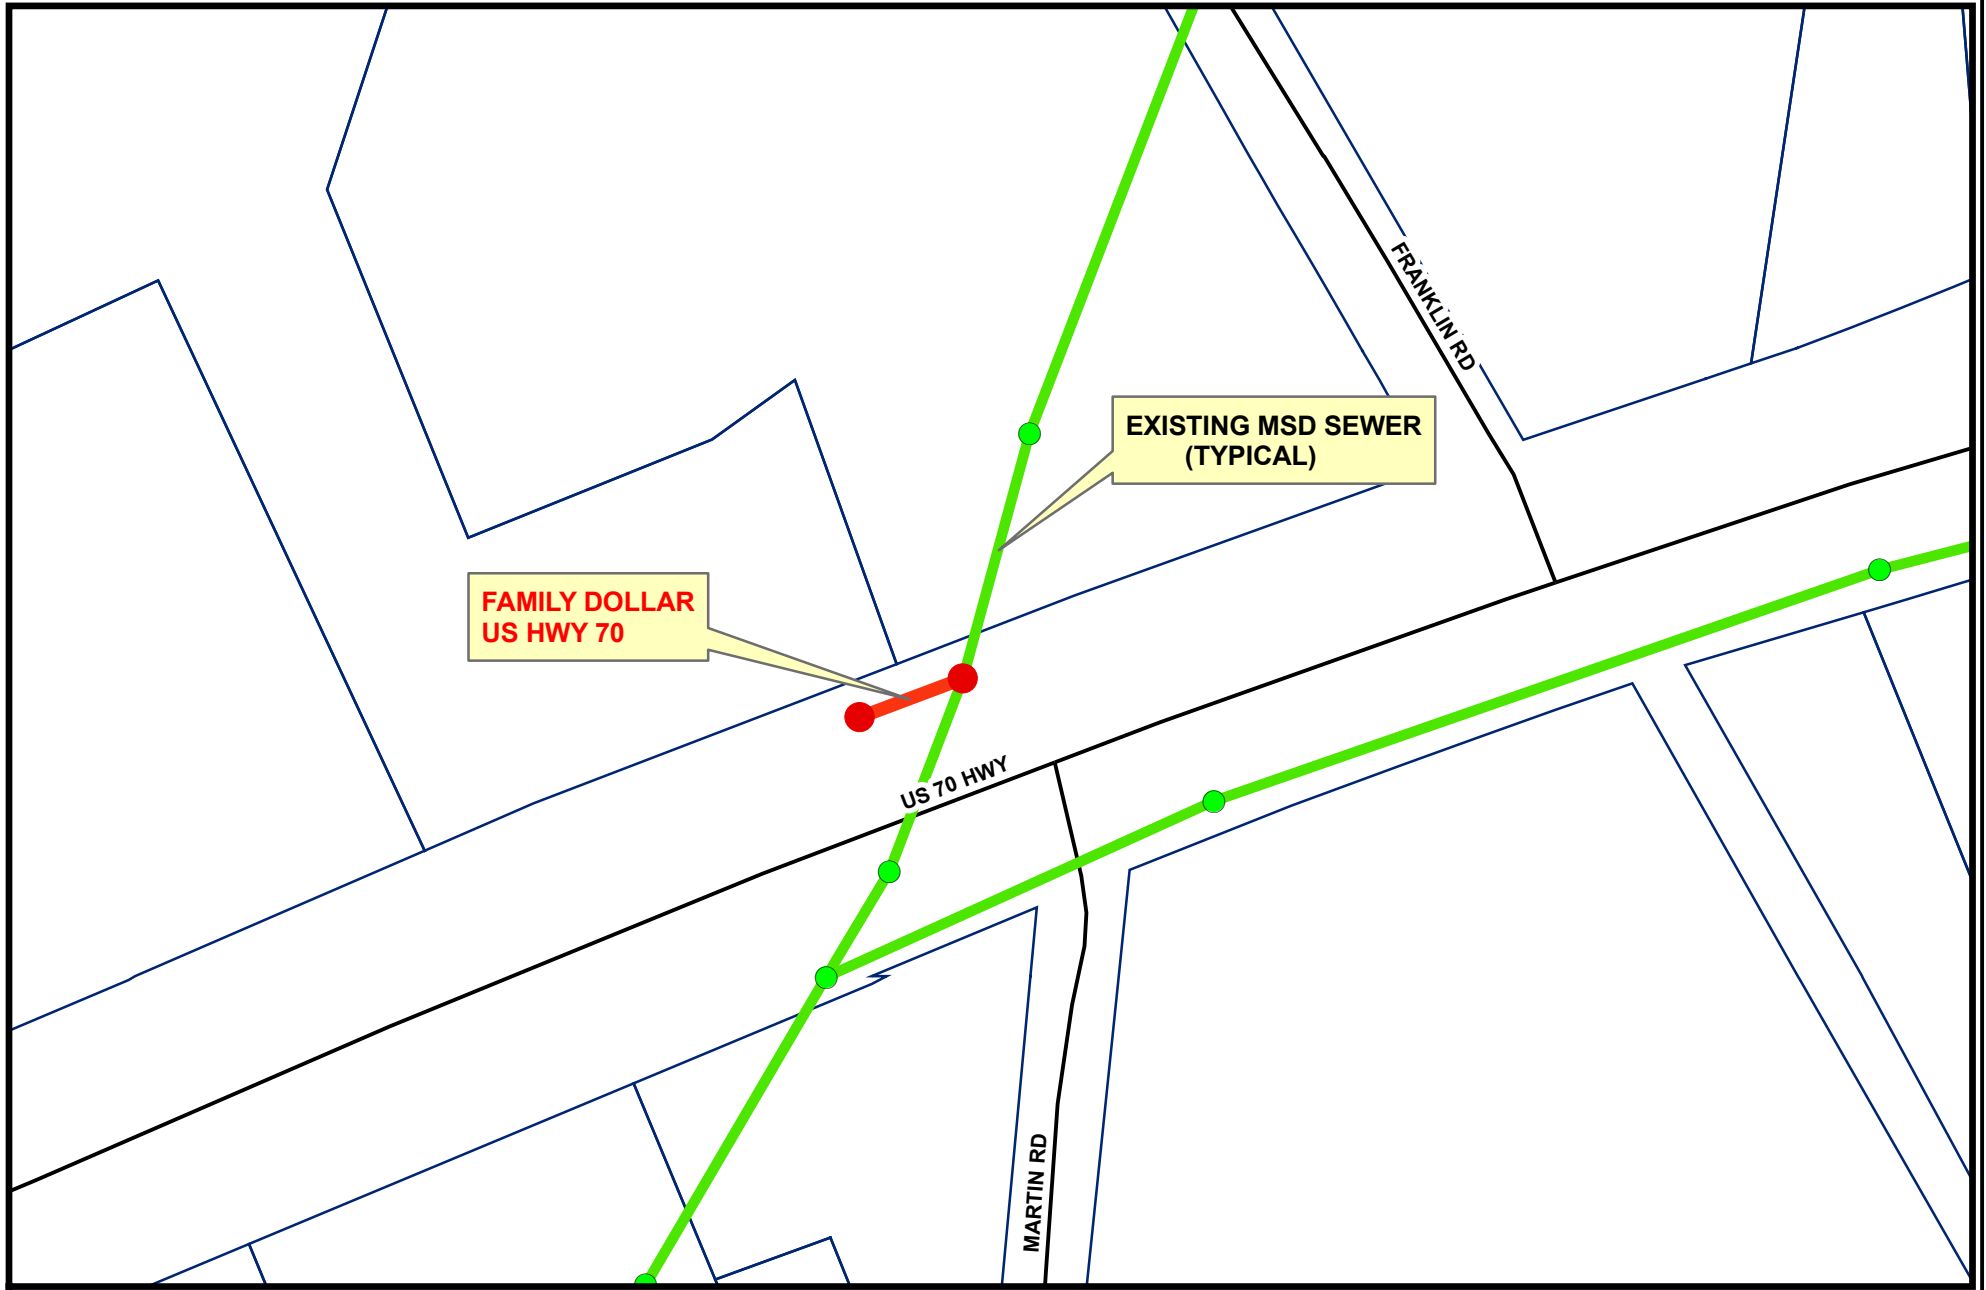 FRANKLIN RD
EXISTING MSD SEWER
(TYPICAL)
FAMILY DOLLAR
US HWY 70
US 70 HWY
MARTIN RD